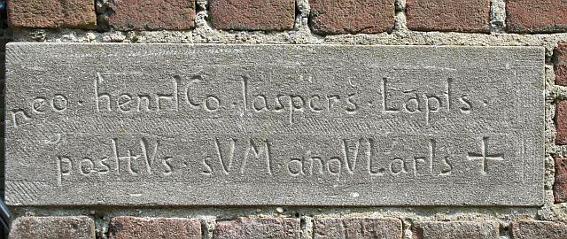 neo · henrICo · Iaspers · LapIs ·
posItVs · sVM angVLarIs +